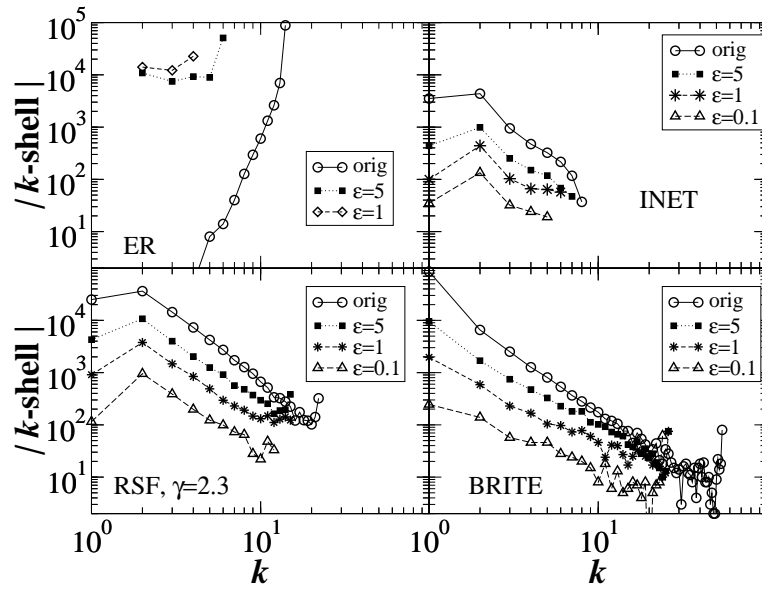 10^5
10^4
10^3
10^2
10^1
| k-shell |
ER
orig
ε=5
ε=1
INET
orig
ε=5
ε=1
ε=0.1
10^4
10^3
10^2
10^1
| k-shell |
RSF, γ=2.3
orig
ε=5
ε=1
ε=0.1
BRITE
orig
ε=5
ε=1
ε=0.1
10^0
10^1
10^0
10^1
k
k